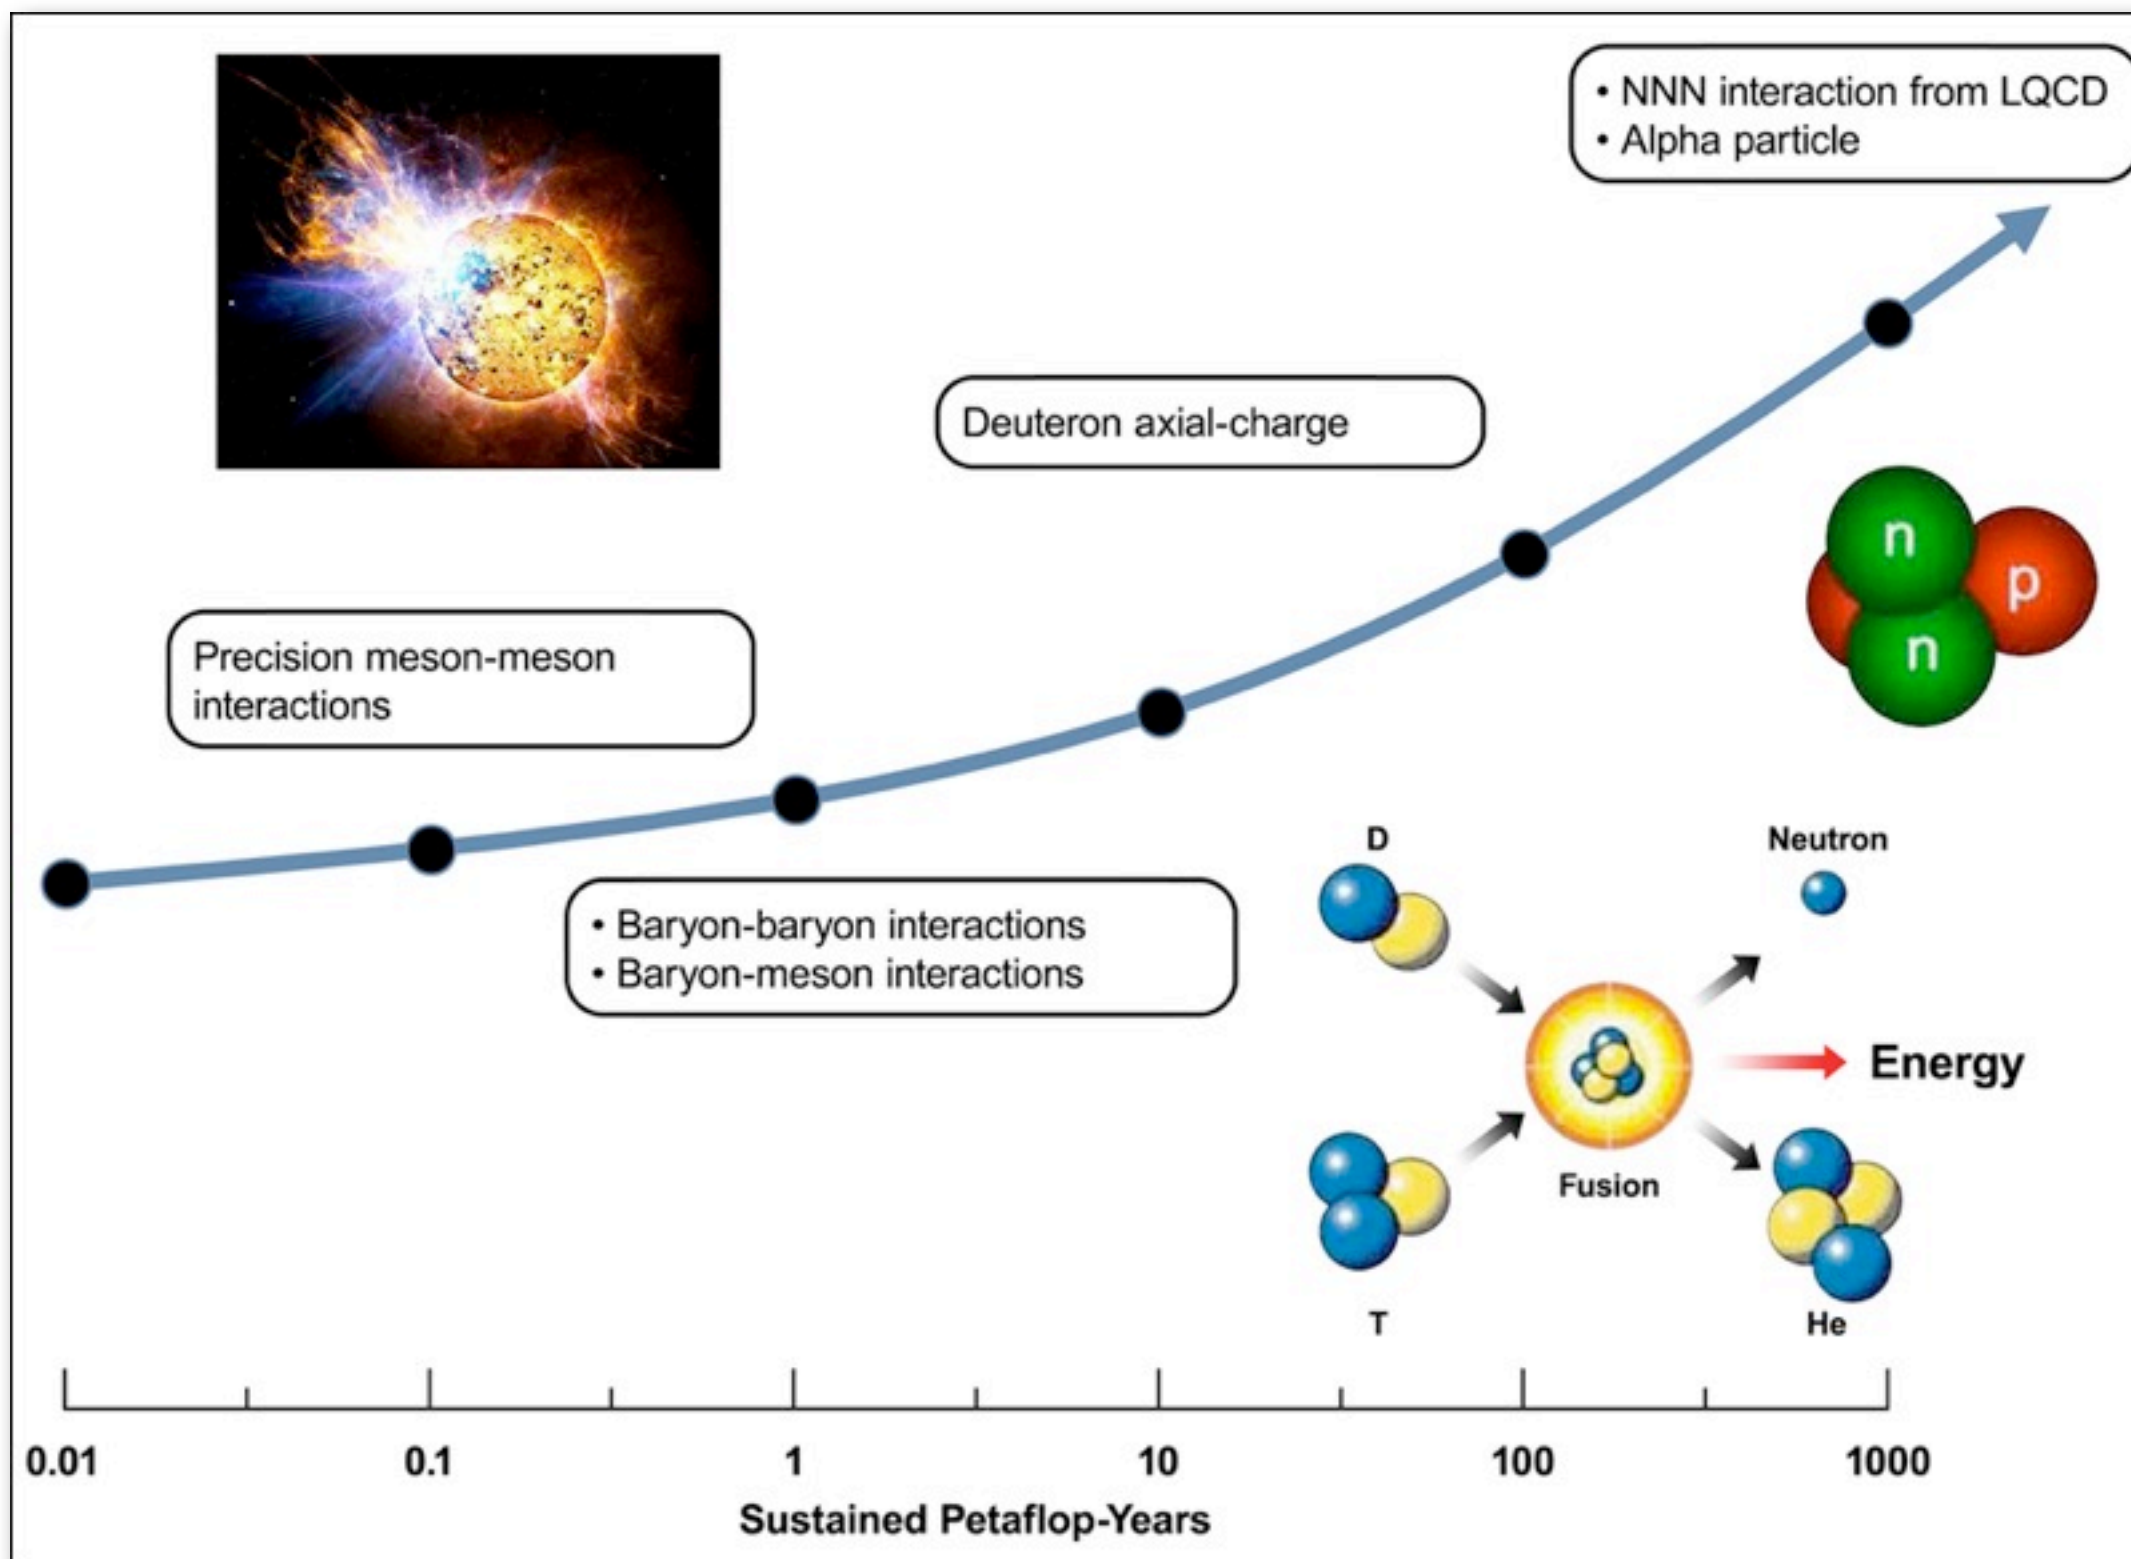 • NNN interaction from LQCD
• Alpha particle
Deuteron axial-charge
Precision meson-meson
interactions
• Baryon-baryon interactions
• Baryon-meson interactions
n
p
n
D
Neutron
Energy
Fusion
T
He
0.01
0.1
1
10
100
1000
Sustained Petaflop-Years